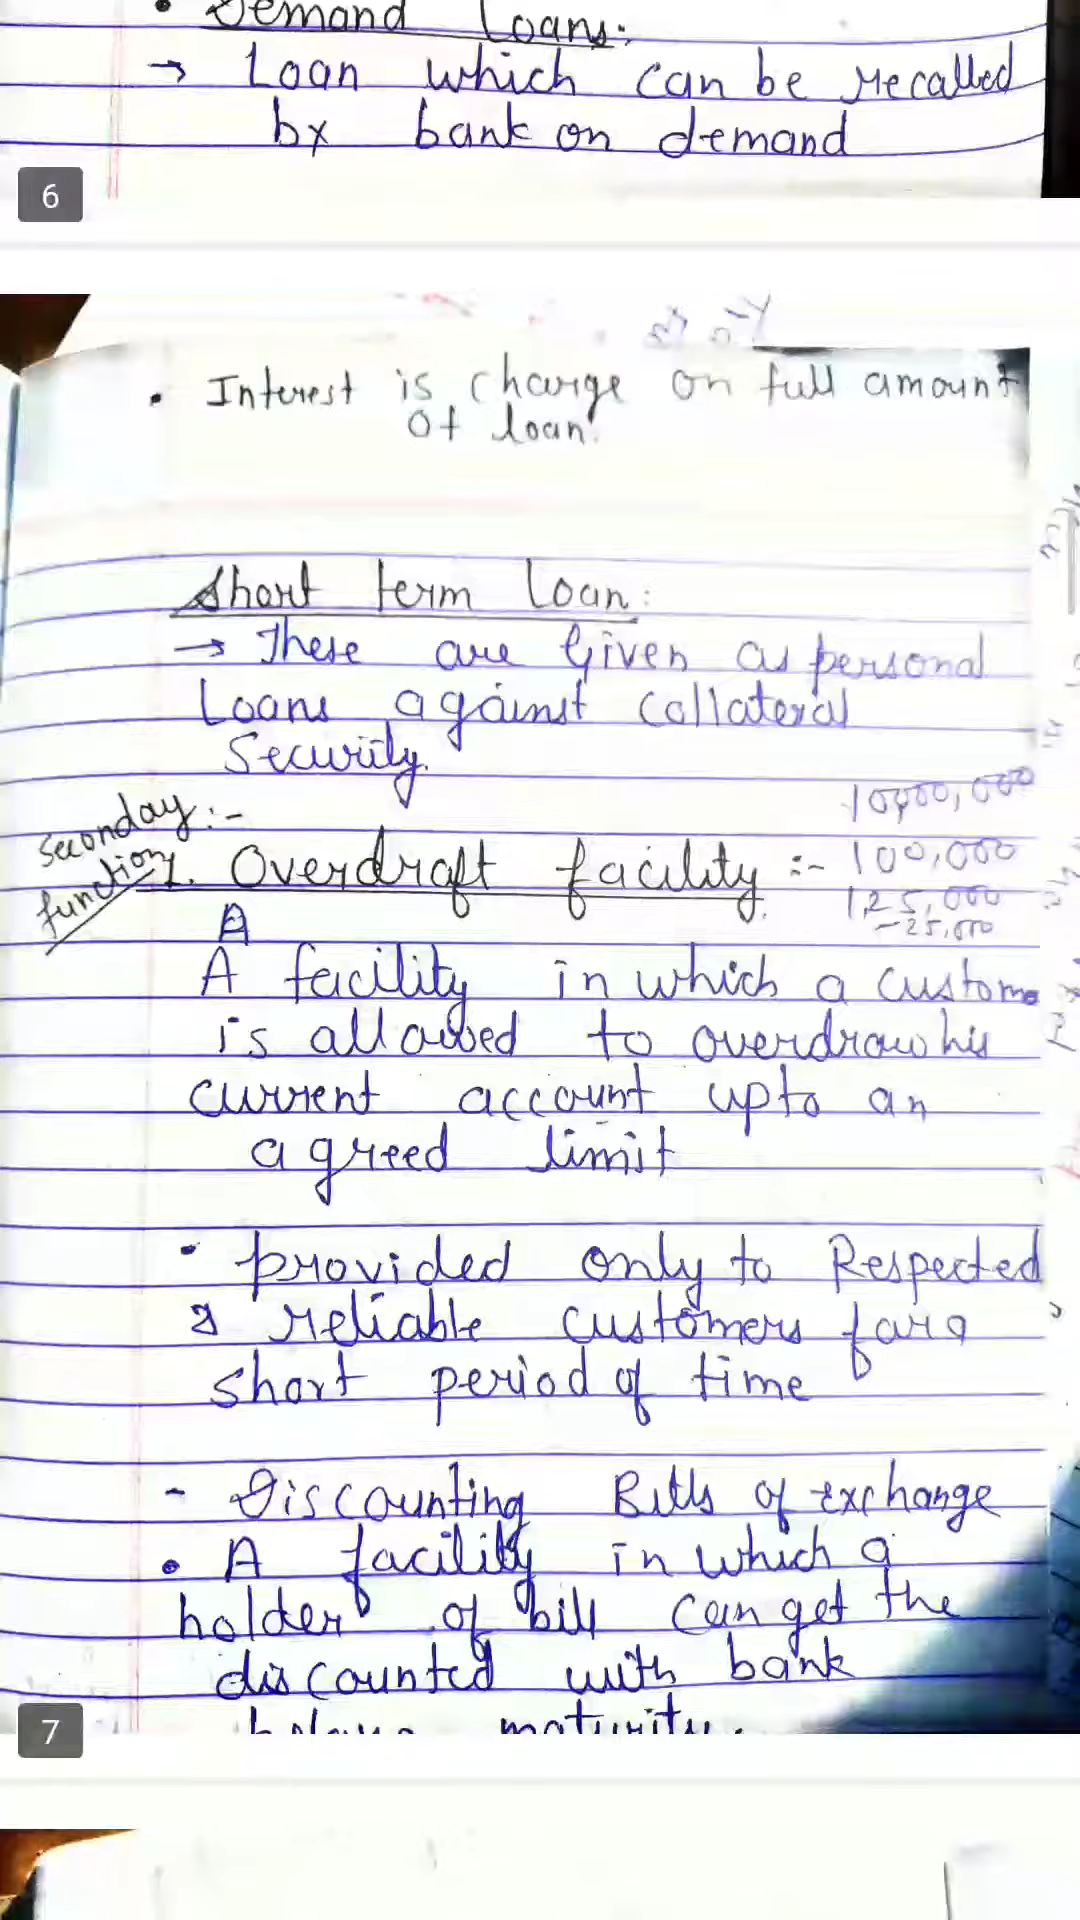 • Demand Loans:
→ Loan which can be recalled
bx bank on demand
6
• Interest is charge on full amount
Of loan.
Short term Loan:
→ These are Given as personal
Loans against Collateral
Security.
seconday :-
function
1. Overdraft facility :-
100,000
125,000
-25,000
A
A facility in which a custome
is allowed to overdraw his
current account upto an
agreed limit
• provided only to Respected
& reliable customers for a
short period of time
- Discounting Bills of exchange
• A facility in which a
holder of bill can get the
discounted with bank
maturity.
7